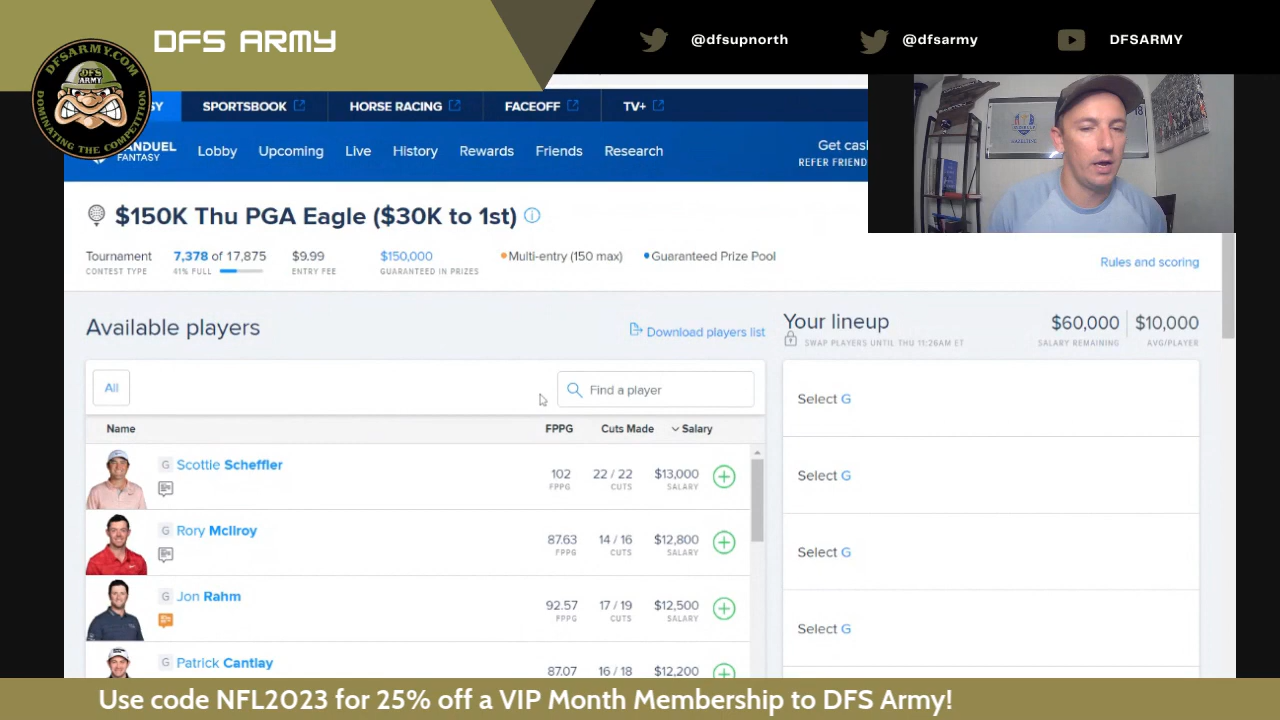 DFS ARMY
@dfsupnorth
@dfsarmy
DFSARMY
DFSARMY.COM
DFS
ARMY
DOMINATING THE COMPETITION
SPORTSBOOK
HORSE RACING
FACEOFF
TV+
FANTASY
Lobby
Upcoming
Live
History
Rewards
Friends
Research
Get cas
REFER FRIEND
$150K Thu PGA Eagle ($30K to 1st)
Tournament
CONTEST TYPE
7,378 of 17,875
41% FULL
$9.99
ENTRY FEE
$150,000
GUARANTEED IN PRIZES
Multi-entry (150 max)
Guaranteed Prize Pool
Rules and scoring
Available players
Download players list
Your lineup
SWAP PLAYERS UNTIL THU 11:26AM ET
$60,000
SALARY REMAINING
$10,000
AVG/PLAYER
All
Find a player
Name
FPPG
Cuts Made
Salary
G Scottie Scheffler
102
FPPG
22 / 22
CUTS
$13,000
SALARY
G Rory McIlroy
87.63
FPPG
14 / 16
CUTS
$12,800
SALARY
G Jon Rahm
92.57
FPPG
17 / 19
CUTS
$12,500
SALARY
G Patrick Cantlay
87.07
16 / 18
$12,200
Select G
Select G
Select G
Select G
Use code NFL2023 for 25% off a VIP Month Membership to DFS Army!